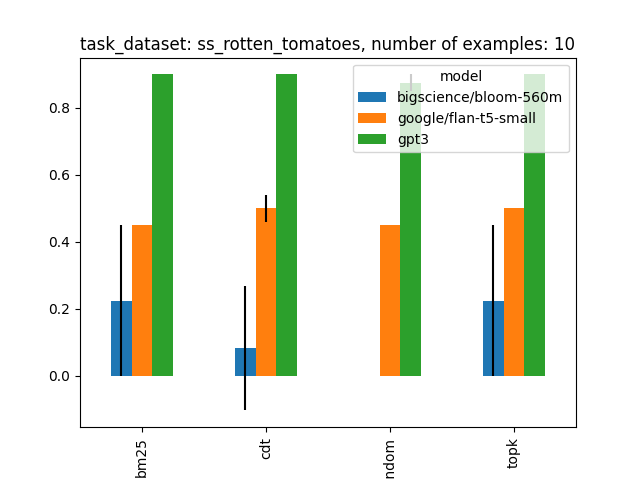 task_dataset: ss_rotten_tomatoes, number of examples: 10
model
bigscience/bloom-560m
google/flan-t5-small
gpt3
0.8
0.6
0.4
0.2
0.0
bm25
cdt
ndom
topk